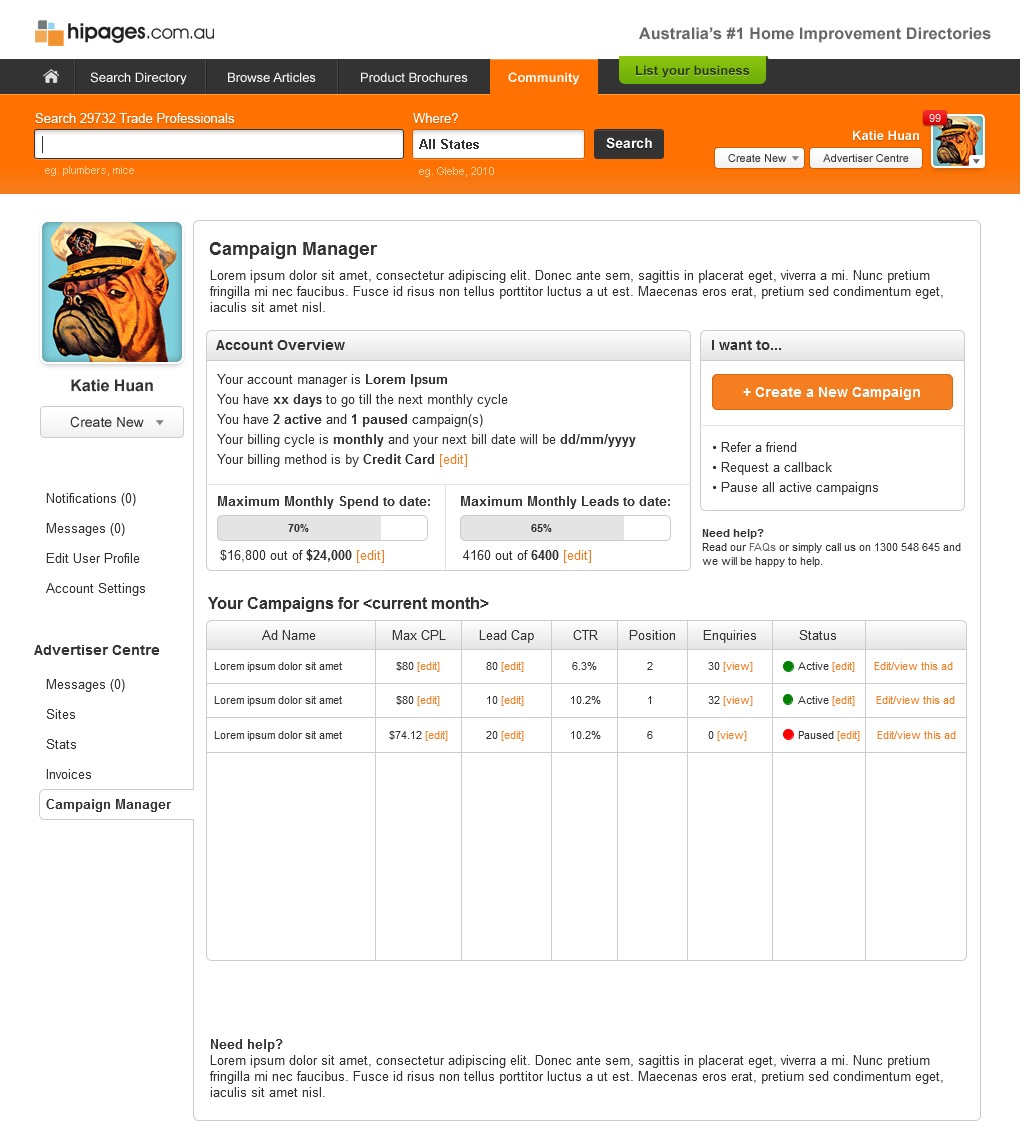 hipages.com.au
Australia's #1 Home Improvement Directories
Search Directory
Browse Articles
Product Brochures
Community
List your business
Search 29732 Trade Professionals
Where?
All States
Search
eg. plumbers, mice
eg. Glebe, 2010
99
Katie Huan
Create New
Advertiser Centre
Katie Huan
Create New
Notifications (0)
Messages (0)
Edit User Profile
Account Settings
Advertiser Centre
Messages (0)
Sites
Stats
Invoices
Campaign Manager
Campaign Manager
Lorem ipsum dolor sit amet, consectetur adipiscing elit. Donec ante sem, sagittis in placerat eget, viverra a mi. Nunc pretium
fringilla mi nec faucibus. Fusce id risus non tellus porttitor luctus a ut est. Maecenas eros erat, pretium sed condimentum eget,
iaculis sit amet nisl.
Account Overview
Your account manager is Lorem Ipsum
You have xx days to go till the next monthly cycle
You have 2 active and 1 paused campaign(s)
Your billing cycle is monthly and your next bill date will be dd/mm/yyyy
Your billing method is by Credit Card [edit]
Maximum Monthly Spend to date:
70%
$16,800 out of $24,000 [edit]
Maximum Monthly Leads to date:
65%
4160 out of 6400 [edit]
I want to...
+ Create a New Campaign
• Refer a friend
• Request a callback
• Pause all active campaigns
Need help?
Read our FAQs or simply call us on 1300 548 645 and
we will be happy to help.
Your Campaigns for <current month>
Ad Name Max CPL Lead Cap CTR Position Enquiries Status
Lorem ipsum dolor sit amet $80 [edit] 80 [edit] 6.3% 2 30 [view] Active [edit] Edit/view this ad
Lorem ipsum dolor sit amet $80 [edit] 10 [edit] 10.2% 1 32 [view] Active [edit] Edit/view this ad
Lorem ipsum dolor sit amet $74.12 [edit] 20 [edit] 10.2% 6 0 [view] Paused [edit] Edit/view this ad
Need help?
Lorem ipsum dolor sit amet, consectetur adipiscing elit. Donec ante sem, sagittis in placerat eget, viverra a mi. Nunc pretium
fringilla mi nec faucibus. Fusce id risus non tellus porttitor luctus a ut est. Maecenas eros erat, pretium sed condimentum eget,
iaculis sit amet nisl.